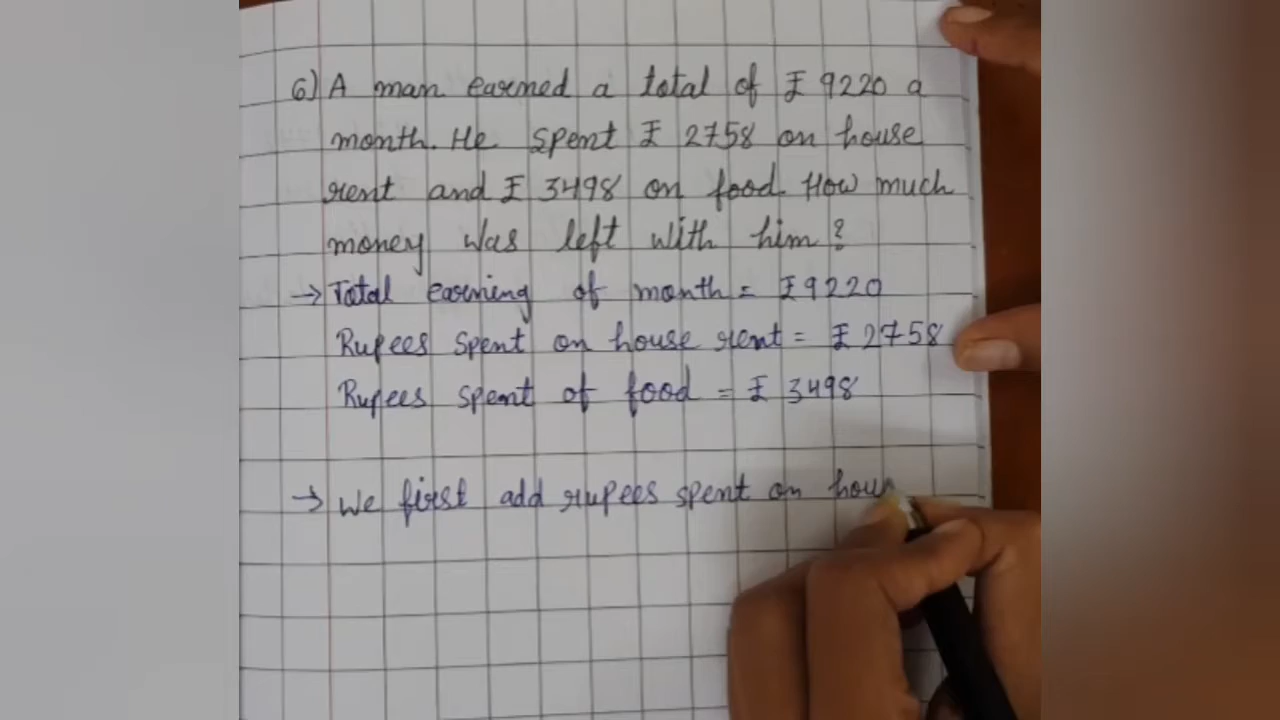 6) A man earned a total of ₹ 9220 a
month. He spent ₹ 2758 on house
rent and ₹ 3498 on food. How much
money was left with him?
→ Total earning of month = ₹ 9220
Rupees spent on house rent = ₹ 2758
Rupees spent of food = ₹ 3498
→ We first add rupees spent on hous